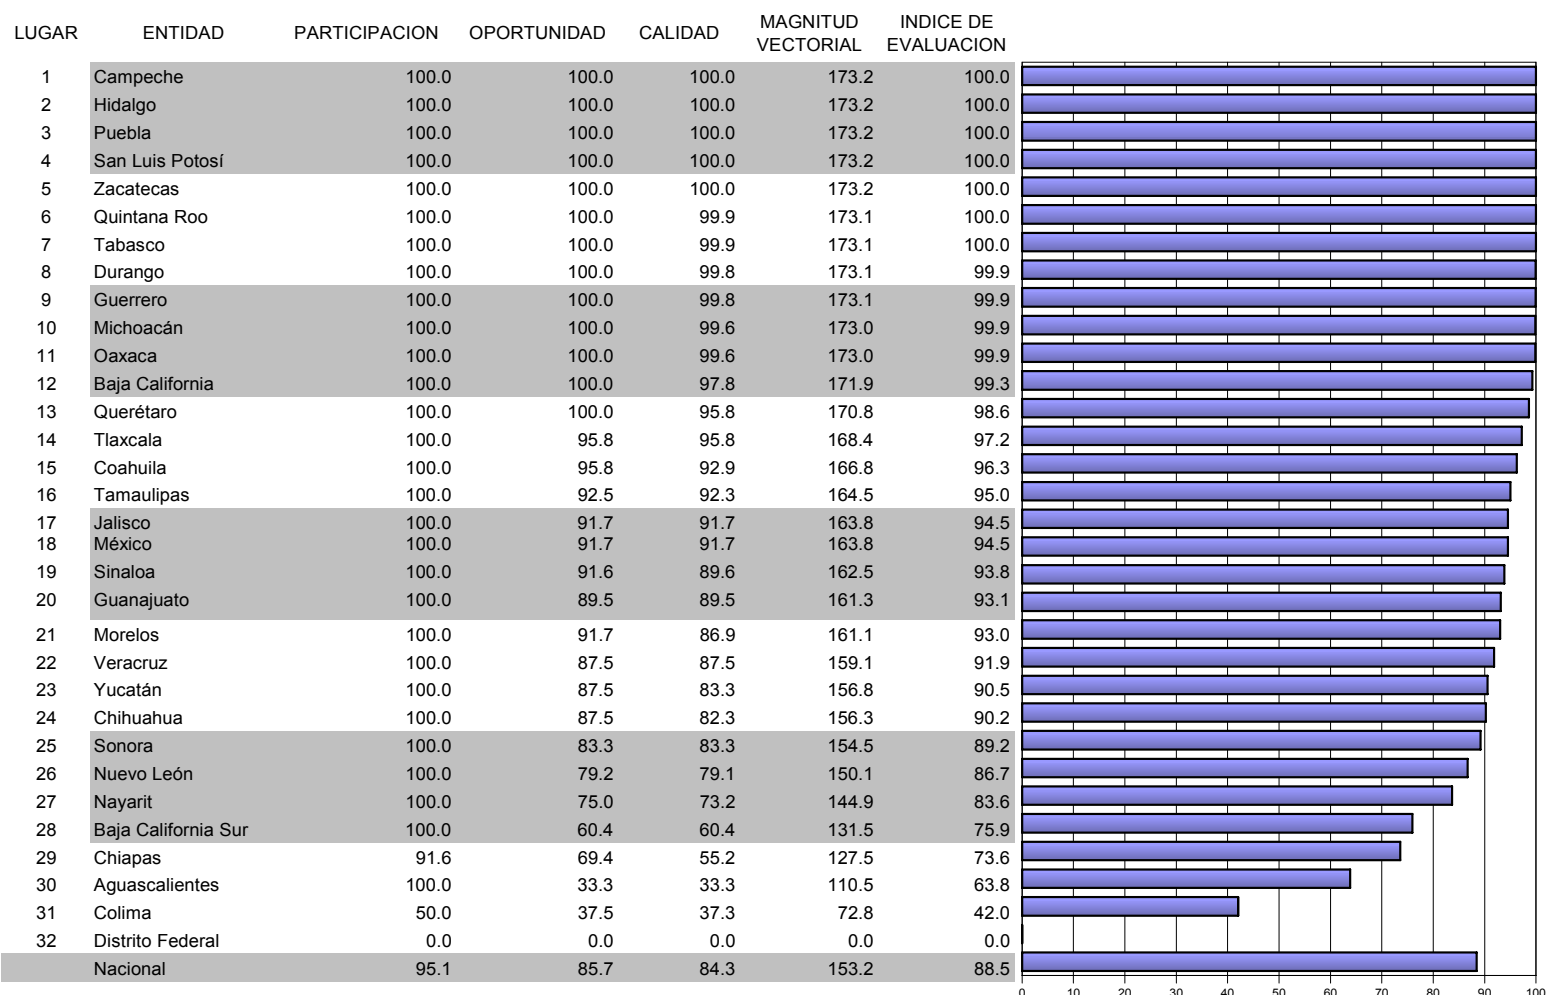 LUGAR ENTIDAD PARTICIPACION OPORTUNIDAD CALIDAD MAGNITUD VECTORIAL INDICE DE EVALUACION
1 Campeche 100.0 100.0 100.0 173.2 100.0
2 Hidalgo 100.0 100.0 100.0 173.2 100.0
3 Puebla 100.0 100.0 100.0 173.2 100.0
4 San Luis Potosí 100.0 100.0 100.0 173.2 100.0
5 Zacatecas 100.0 100.0 100.0 173.2 100.0
6 Quintana Roo 100.0 100.0 99.9 173.1 100.0
7 Tabasco 100.0 100.0 99.9 173.1 100.0
8 Durango 100.0 100.0 99.8 173.1 99.9
9 Guerrero 100.0 100.0 99.8 173.1 99.9
10 Michoacán 100.0 100.0 99.6 173.0 99.9
11 Oaxaca 100.0 100.0 99.6 173.0 99.9
12 Baja California 100.0 100.0 97.8 171.9 99.3
13 Querétaro 100.0 100.0 95.8 170.8 98.6
14 Tlaxcala 100.0 95.8 95.8 168.4 97.2
15 Coahuila 100.0 95.8 92.9 166.8 96.3
16 Tamaulipas 100.0 92.5 92.3 164.5 95.0
17 Jalisco 100.0 91.7 91.7 163.8 94.5
18 México 100.0 91.7 91.7 163.8 94.5
19 Sinaloa 100.0 91.6 89.6 162.5 93.8
20 Guanajuato 100.0 89.5 89.5 161.3 93.1
21 Morelos 100.0 91.7 86.9 161.1 93.0
22 Veracruz 100.0 87.5 87.5 159.1 91.9
23 Yucatán 100.0 87.5 83.3 156.8 90.5
24 Chihuahua 100.0 87.5 82.3 156.3 90.2
25 Sonora 100.0 83.3 83.3 154.5 89.2
26 Nuevo León 100.0 79.2 79.1 150.1 86.7
27 Nayarit 100.0 75.0 73.2 144.9 83.6
28 Baja California Sur 100.0 60.4 60.4 131.5 75.9
29 Chiapas 91.6 69.4 55.2 127.5 73.6
30 Aguascalientes 100.0 33.3 33.3 110.5 63.8
31 Colima 50.0 37.5 37.3 72.8 42.0
32 Distrito Federal 0.0 0.0 0.0 0.0 0.0
Nacional 95.1 85.7 84.3 153.2 88.5
0 10 20 30 40 50 60 70 80 90 100